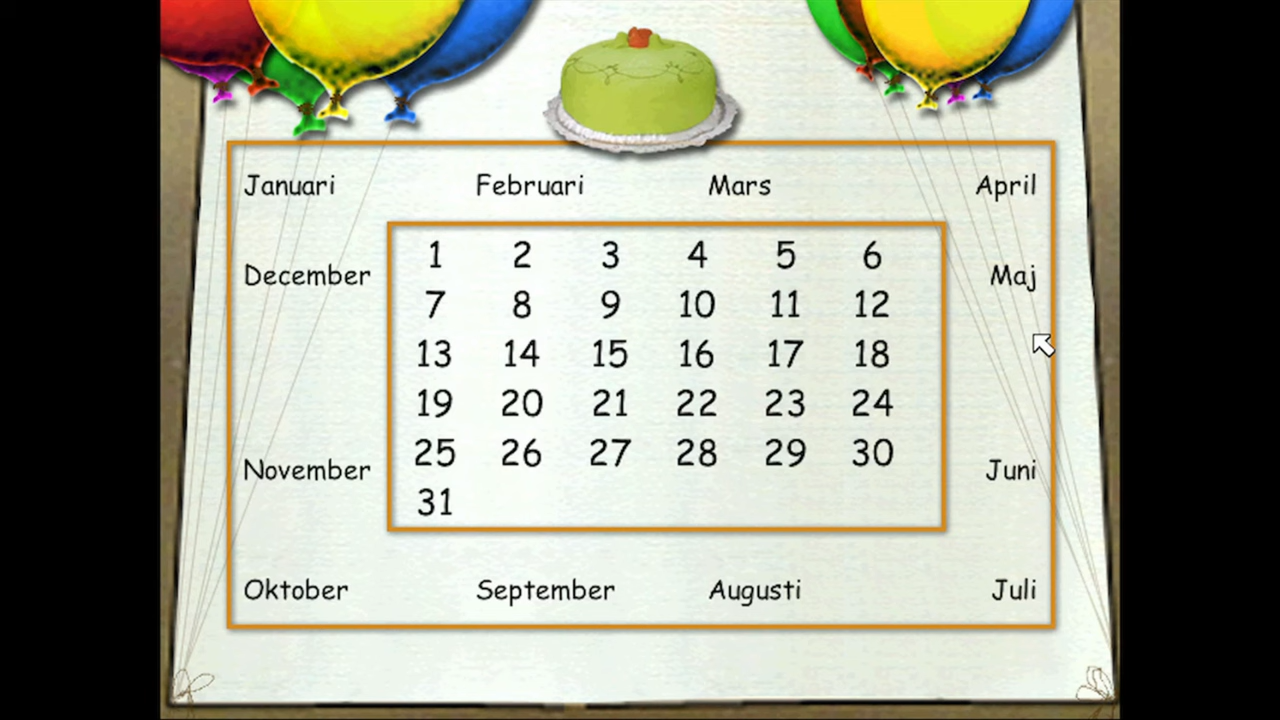 Januari Februari Mars April
December Maj
1 2 3 4 5 6
7 8 9 10 11 12
13 14 15 16 17 18
19 20 21 22 23 24
25 26 27 28 29 30
31
November Juni
Oktober September Augusti Juli